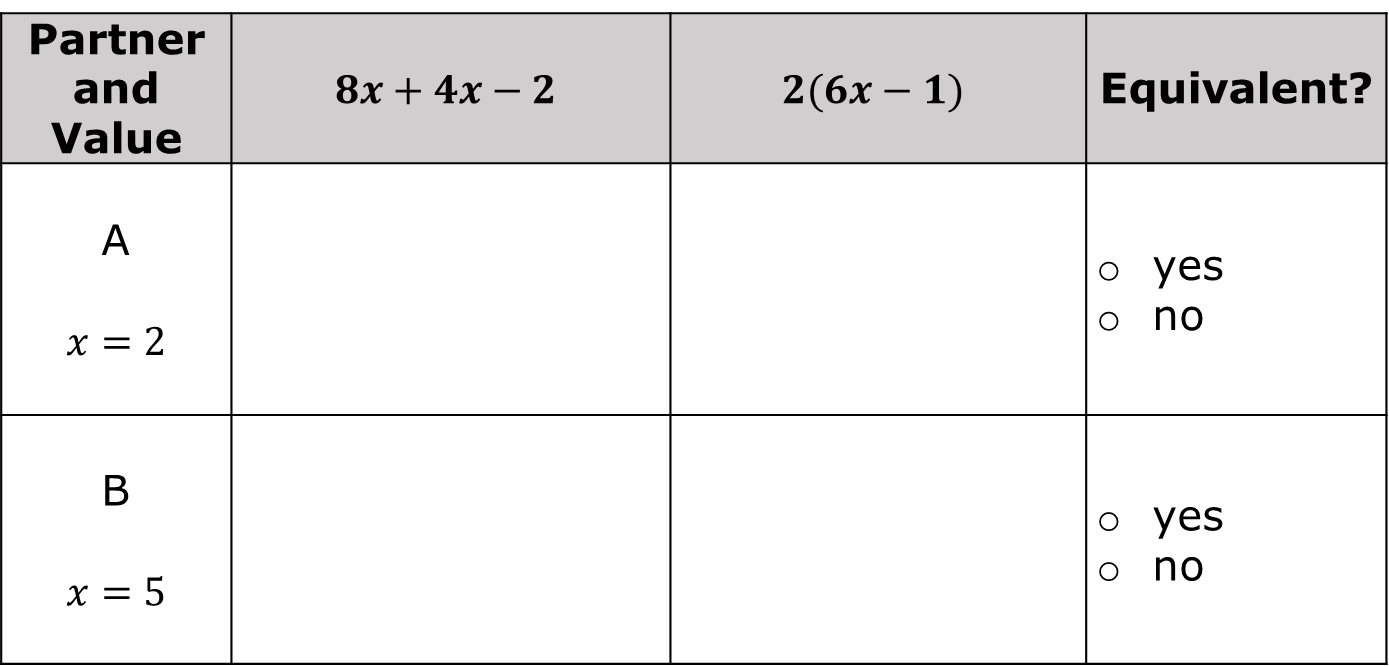 Partner
and
Value
8x + 4x − 2
2(6x − 1)
Equivalent?
A
x = 2
○ yes
○ no
B
x = 5
○ yes
○ no